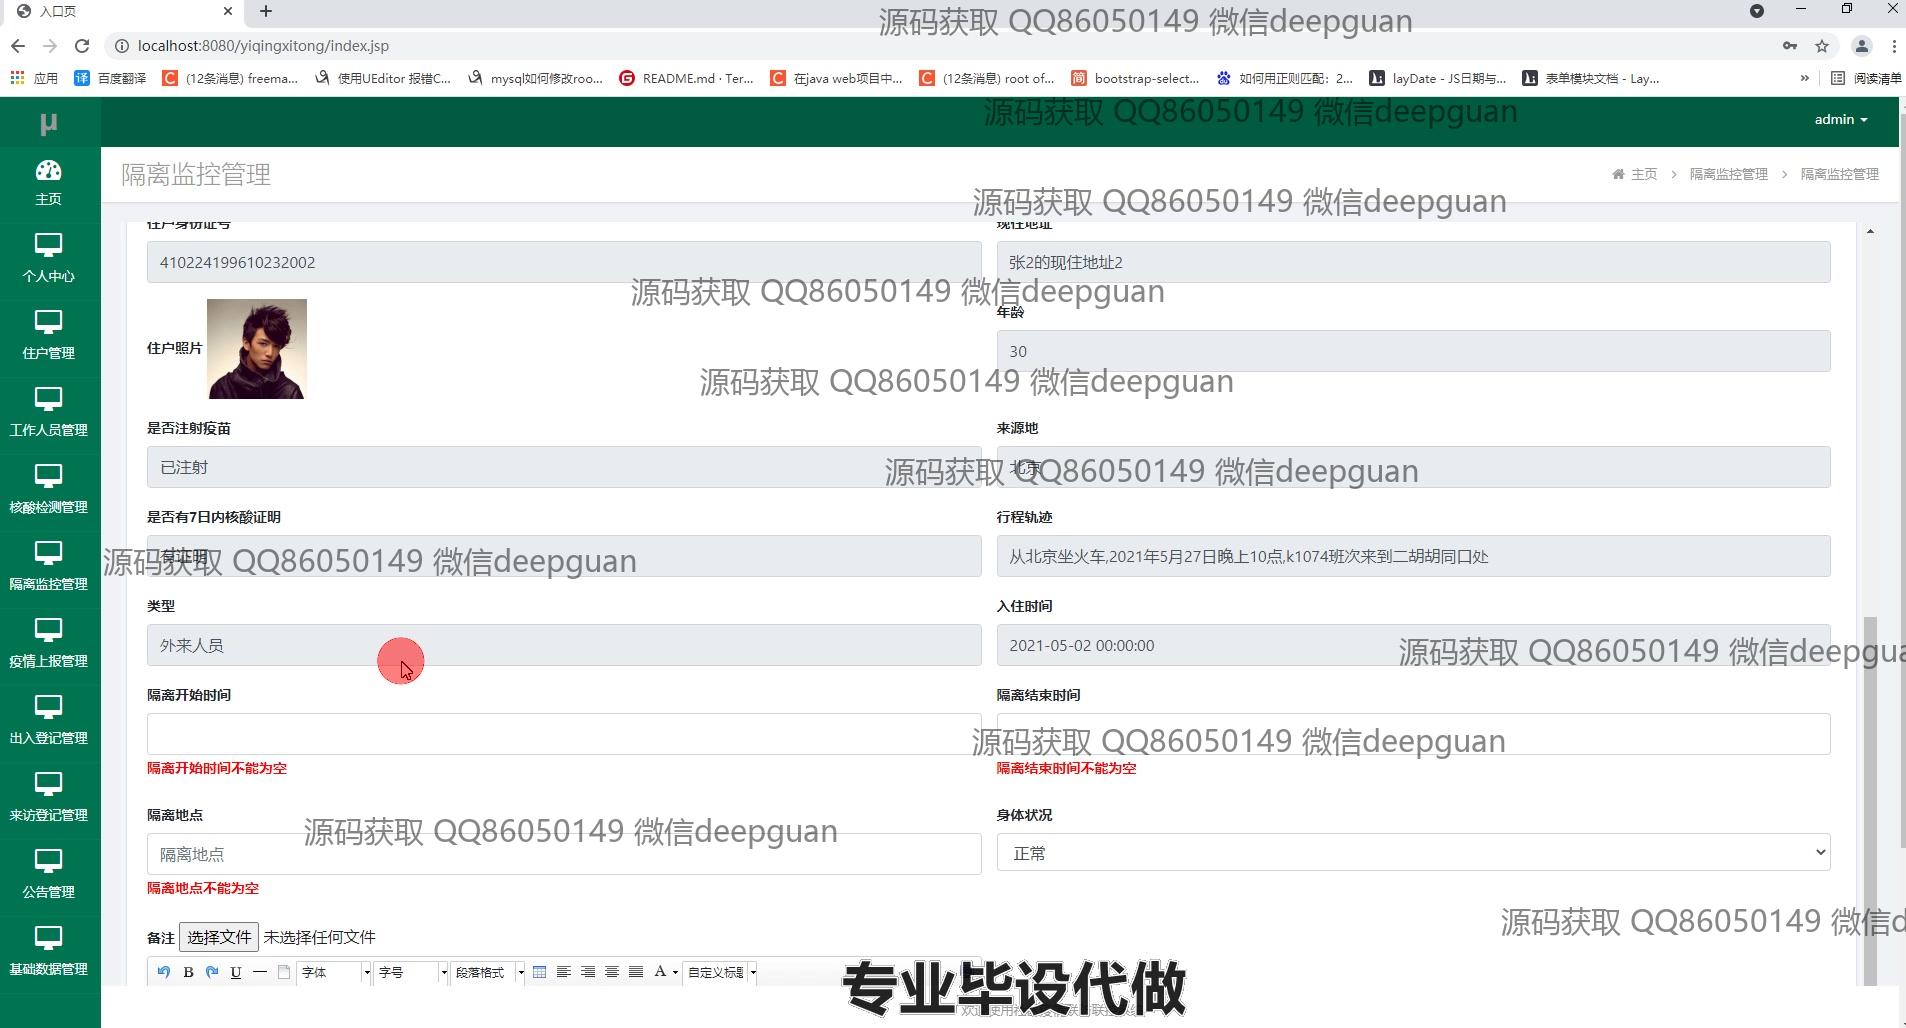 入口页
源码获取 QQ86050149 微信deepguan
localhost:8080/yiqingxitong/index.jsp
应用
百度翻译
(12条消息) freema...
使用UEditor 报错C...
mysql如何修改roo...
README.md · Ter...
在java web项目中...
(12条消息) root of...
bootstrap-select...
如何用正则匹配：2...
layDate - JS日期与...
表单模块文档 - Lay...
»
阅读清单
μ
源码获取 QQ86050149 微信deepguan
admin
主页
隔离监控管理
主页 > 隔离监控管理 > 隔离监控管理
源码获取 QQ86050149 微信deepguan
个人中心
住户身份证号
现住地址
410224199610232002
张2的现住地址2
源码获取 QQ86050149 微信deepguan
住户管理
住户照片
年龄
30
源码获取 QQ86050149 微信deepguan
工作人员管理
是否注射疫苗
来源地
已注射
北京
源码获取 QQ86050149 微信deepguan
核酸检测管理
是否有7日内核酸证明
行程轨迹
有证明
源码获取 QQ86050149 微信deepguan
从北京坐火车,2021年5月27日晚上10点,k1074班次来到二胡胡同口处
隔离监控管理
类型
入住时间
外来人员
2021-05-02 00:00:00
源码获取 QQ86050149 微信deepgua
疫情上报管理
隔离开始时间
隔离结束时间
源码获取 QQ86050149 微信deepguan
出入登记管理
隔离开始时间不能为空
隔离结束时间不能为空
来访登记管理
隔离地点
身体状况
源码获取 QQ86050149 微信deepguan
隔离地点
正常
隔离地点不能为空
公告管理
源码获取 QQ86050149 微信d
备注 选择文件 未选择任何文件
基础数据管理
B U 字体 字号 段落格式 A 自定义标题
专业毕设代做